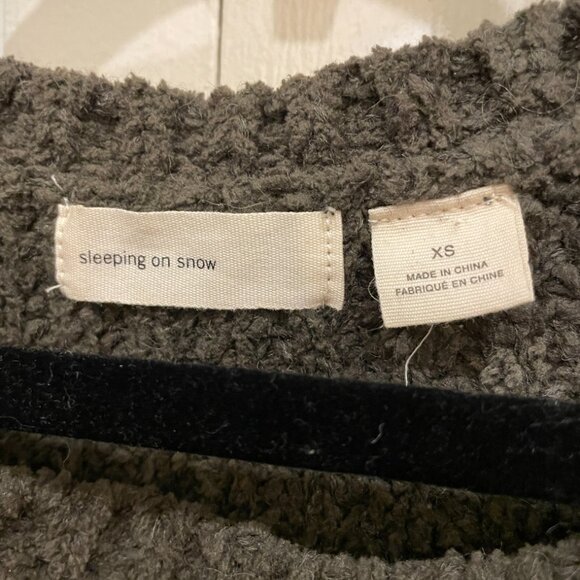 sleeping on snow
XS
MADE IN CHINA
FABRIQUÉ EN CHINE